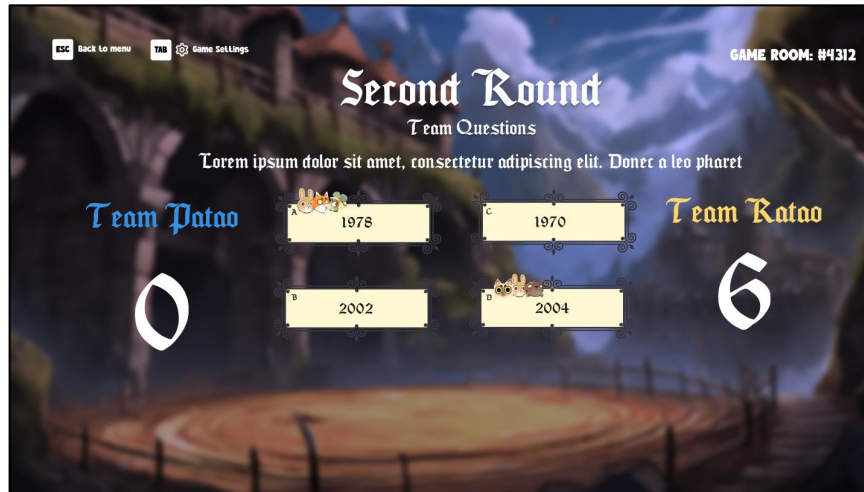 ESC Back to menu TAB Game Settings
GAME ROOM: #4312
Second Round
Team Questions
Lorem ipsum dolor sit amet, consectetur adipiscing elit. Donec a leo pharet
Team Patao
Team Ratao
A 1978
C 1970
0
6
B 2002
D 2004